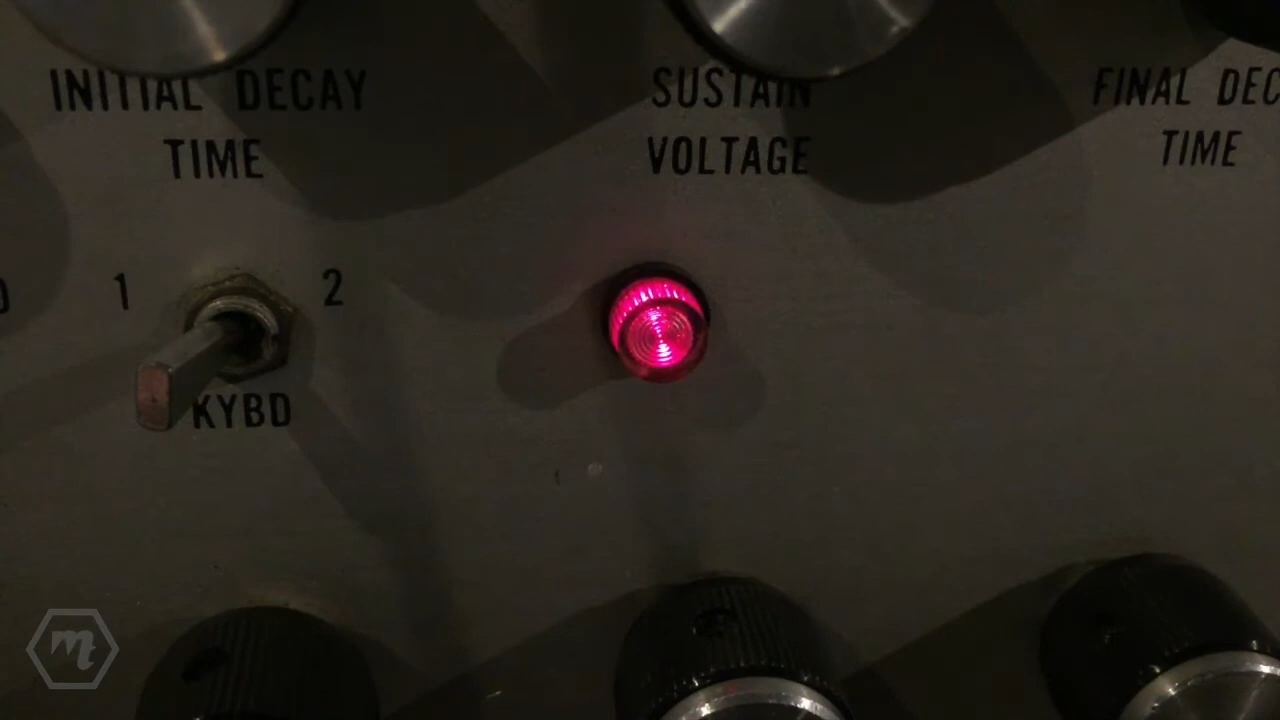 INITIAL DECAY
TIME
SUSTAIN
VOLTAGE
FINAL DEC
TIME
1
2
KYBD
m